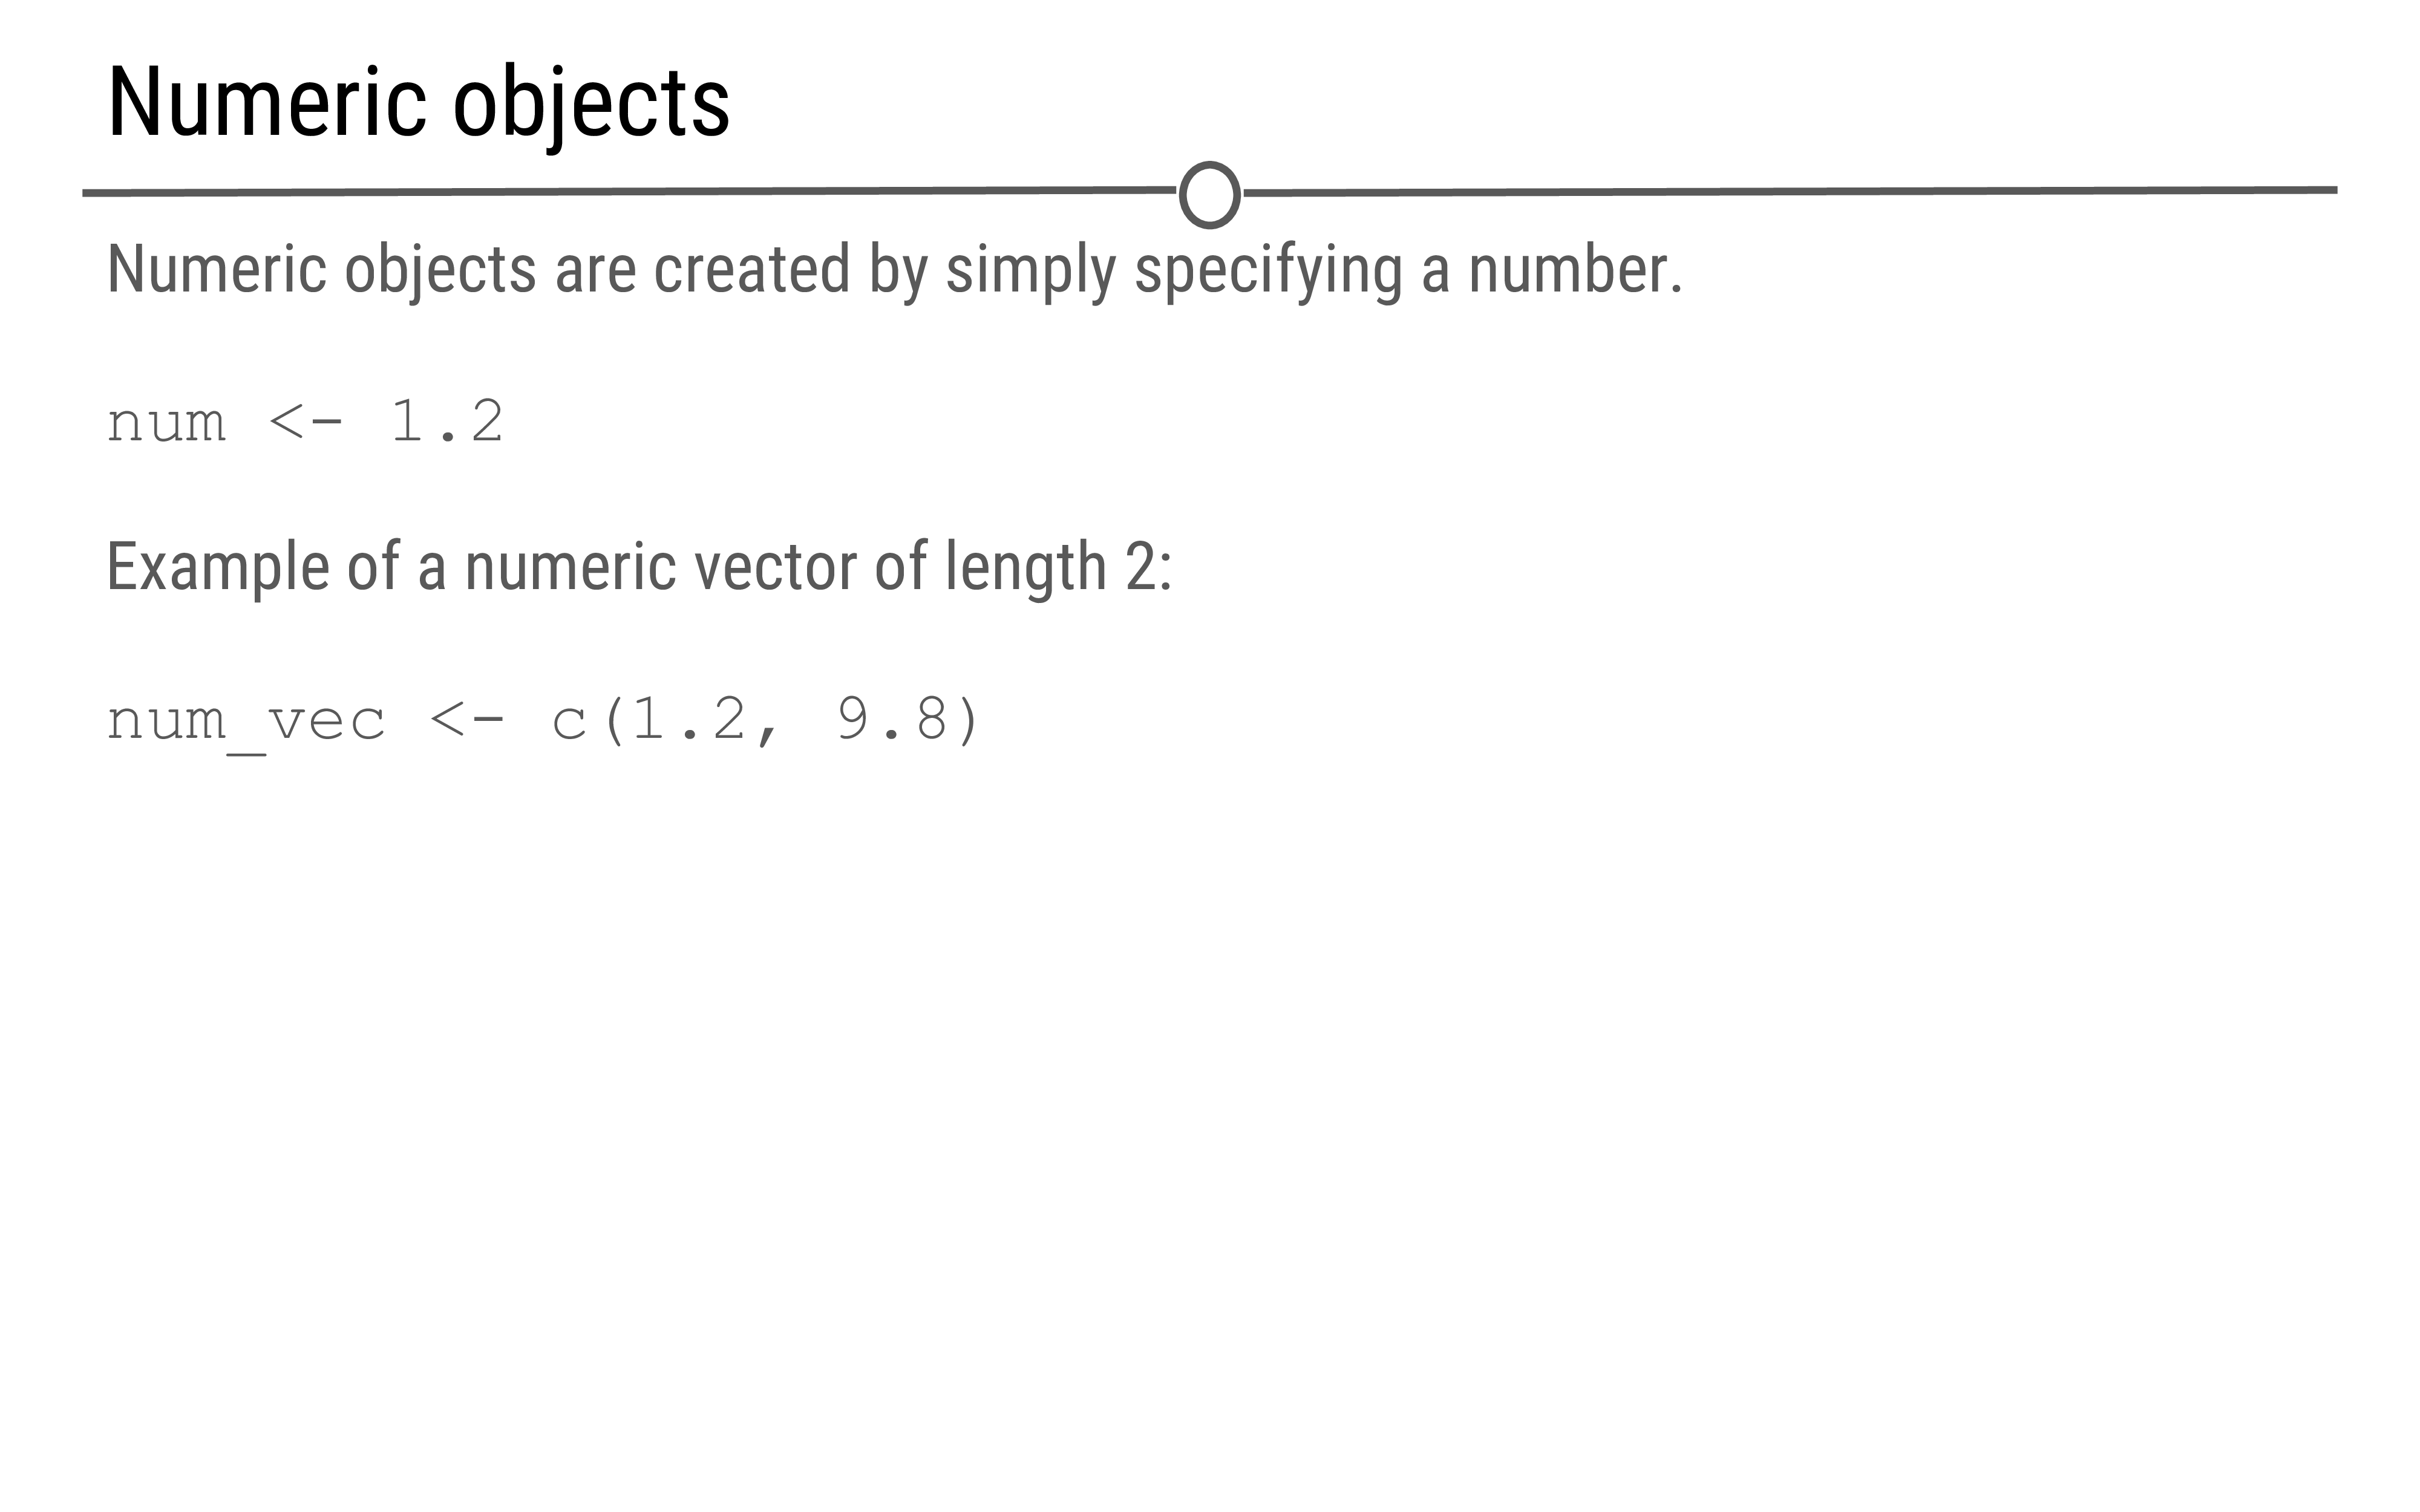 Numeric objects
Numeric objects are created by simply specifying a number.
num <- 1.2
Example of a numeric vector of length 2:
num_vec <- c(1.2, 9.8)